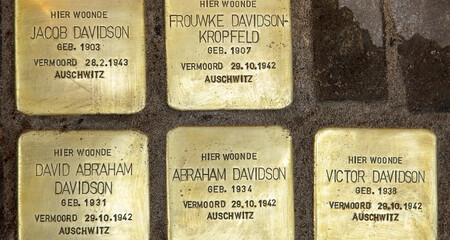 HIER WOONDE
JACOB DAVIDSON
GEB. 1903
VERMOORD 28.2.1943
AUSCHWITZ
HIER WOONDE
FROUWKE DAVIDSON-
KROPFELD
GEB. 1907
VERMOORD 29.10.1942
AUSCHWITZ
HIER WOONDE
DAVID ABRAHAM
DAVIDSON
GEB. 1931
VERMOORD 29.10.1942
AUSCHWITZ
HIER WOONDE
ABRAHAM DAVIDSON
GEB. 1934
VERMOORD 29.10.1942
AUSCHWITZ
HIER WOONDE
VICTOR DAVIDSON
GEB. 1938
VERMOORD 29.10.1942
AUSCHWITZ